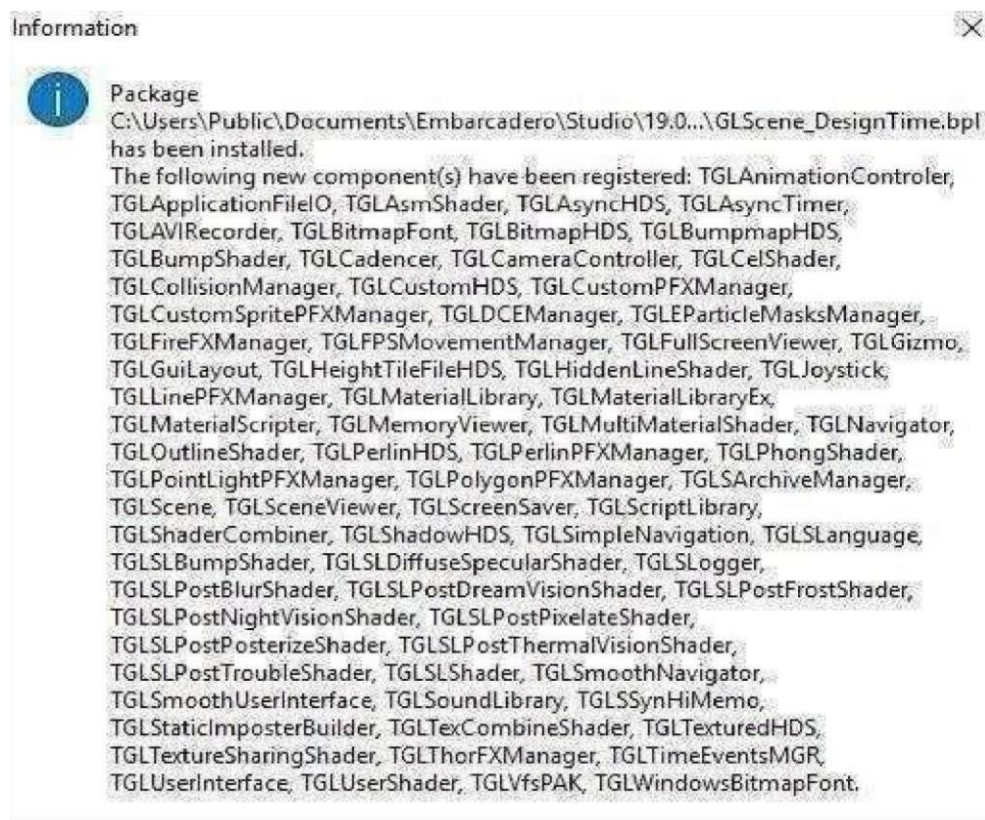 Information
Package
C:\Users\Public\Documents\Embarcadero\Studio\19.0...\GLScene_DesignTime.bpl
has been installed.
The following new component(s) have been registered: TGLAnimationControler,
TGLApplicationFileIO, TGLAsmShader, TGLAsyncHDS, TGLAsyncTimer,
TGLAVIRecorder, TGLBitmapFont, TGLBitmapHDS, TGLBumpmapHDS,
TGLBumpShader, TGLCadencer, TGLCameraController, TGLCelShader,
TGLCollisionManager, TGLCustomHDS, TGLCustomPFXManager,
TGLCustomSpritePFXManager, TGLDCEManager, TGLEParticleMasksManager,
TGLFireFXManager, TGLFPSMovementManager, TGLFullScreenViewer, TGLGizmo,
TGLGuiLayout, TGLHeightTileFileHDS, TGLHiddenLineShader, TGLJoystick,
TGLLinePFXManager, TGLMaterialLibrary, TGLMaterialLibraryEx,
TGLMaterialScripter, TGLMemoryViewer, TGLMultiMaterialShader, TGLNavigator,
TGLOutlineShader, TGLPerlinHDS, TGLPerlinPFXManager, TGLPhongShader,
TGLPointLightPFXManager, TGLPolygonPFXManager, TGLSArchiveManager,
TGLScene, TGLSceneViewer, TGLScreenSaver, TGLScriptLibrary,
TGLShaderCombiner, TGLShadowHDS, TGLSimpleNavigation, TGLSLanguage,
TGLSLBumpShader, TGLSLDiffuseSpecularShader, TGLSLogger,
TGLSLPostBlurShader, TGLSLPostDreamVisionShader, TGLSLPostFrostShader,
TGLSLPostNightVisionShader, TGLSLPostPixelateShader,
TGLSLPostPosterizeShader, TGLSLPostThermalVisionShader,
TGLSLPostTroubleShader, TGLSLShader, TGLSmoothNavigator,
TGLSmoothUserInterface, TGLSoundLibrary, TGLSSynHiMemo,
TGLStaticImposterBuilder, TGLTexCombineShader, TGLTexturedHDS,
TGLTextureSharingShader, TGLThorFXManager, TGLTimeEventsMGR,
TGLUserInterface, TGLUserShader, TGLVfsPAK, TGLWindowsBitmapFont.